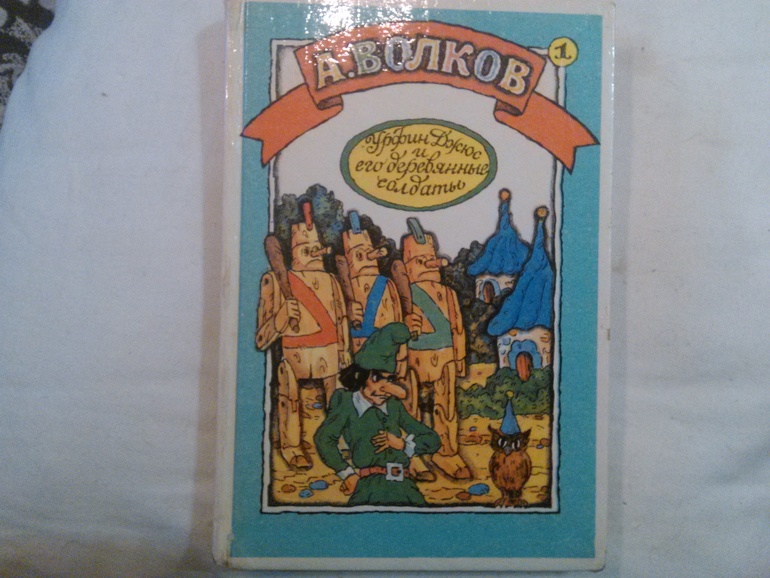 А. ВОЛКОВ
1
Урфин Джюс
и
его деревянные
солдаты